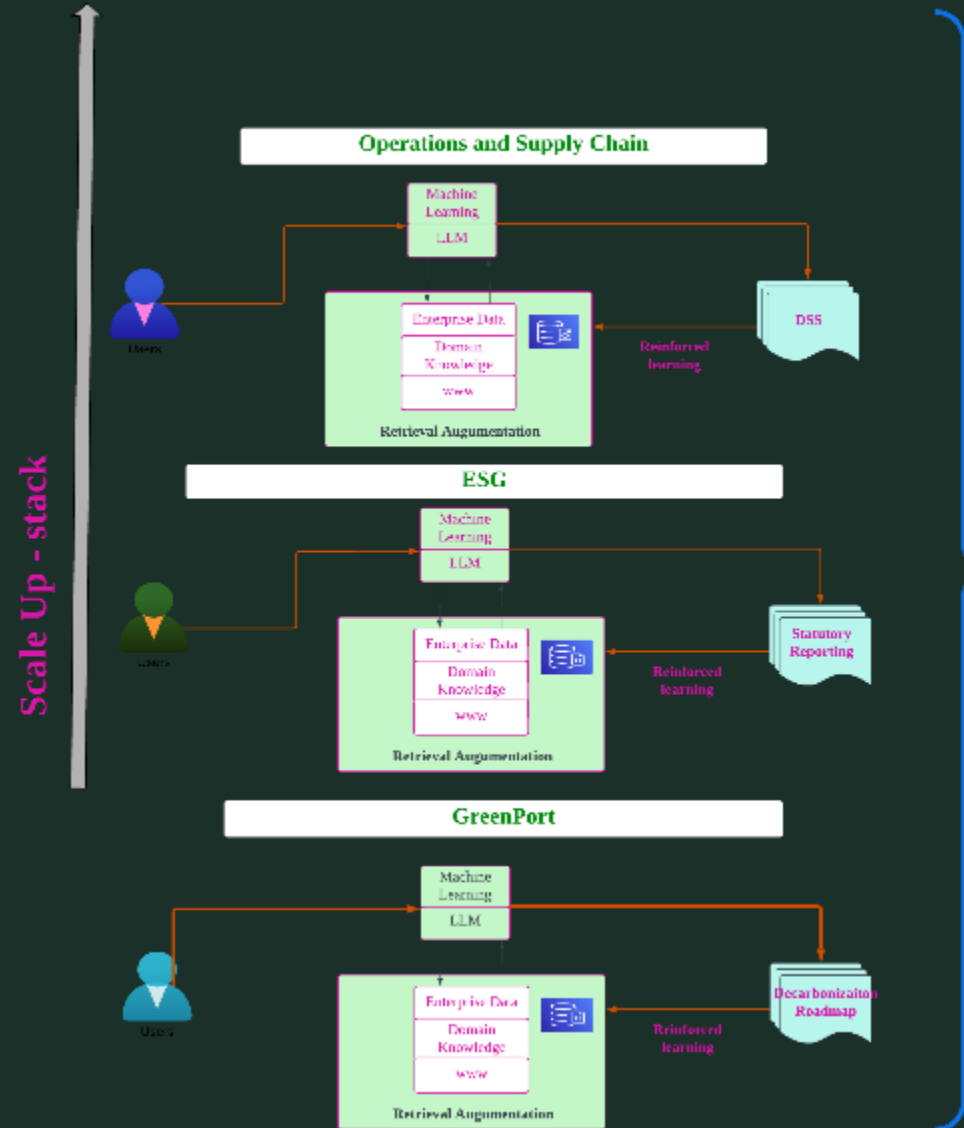 Operations and Supply Chain
Machine
Learning
LLM
Users
Enterprise Data
Domain
Knowledge
www
Retrieval Augumentation
DSS
Reinforced
learning
Scale Up - stack
ESG
Machine
Learning
LLM
Users
Enterprise Data
Domain
Knowledge
www
Retrieval Augumentation
Statutory
Reporting
Reinforced
learning
GreenPort
Machine
Learning
LLM
Users
Enterprise Data
Domain
Knowledge
www
Retrieval Augumentation
Decarbonizaiton
Roadmap
Reinforced
learning